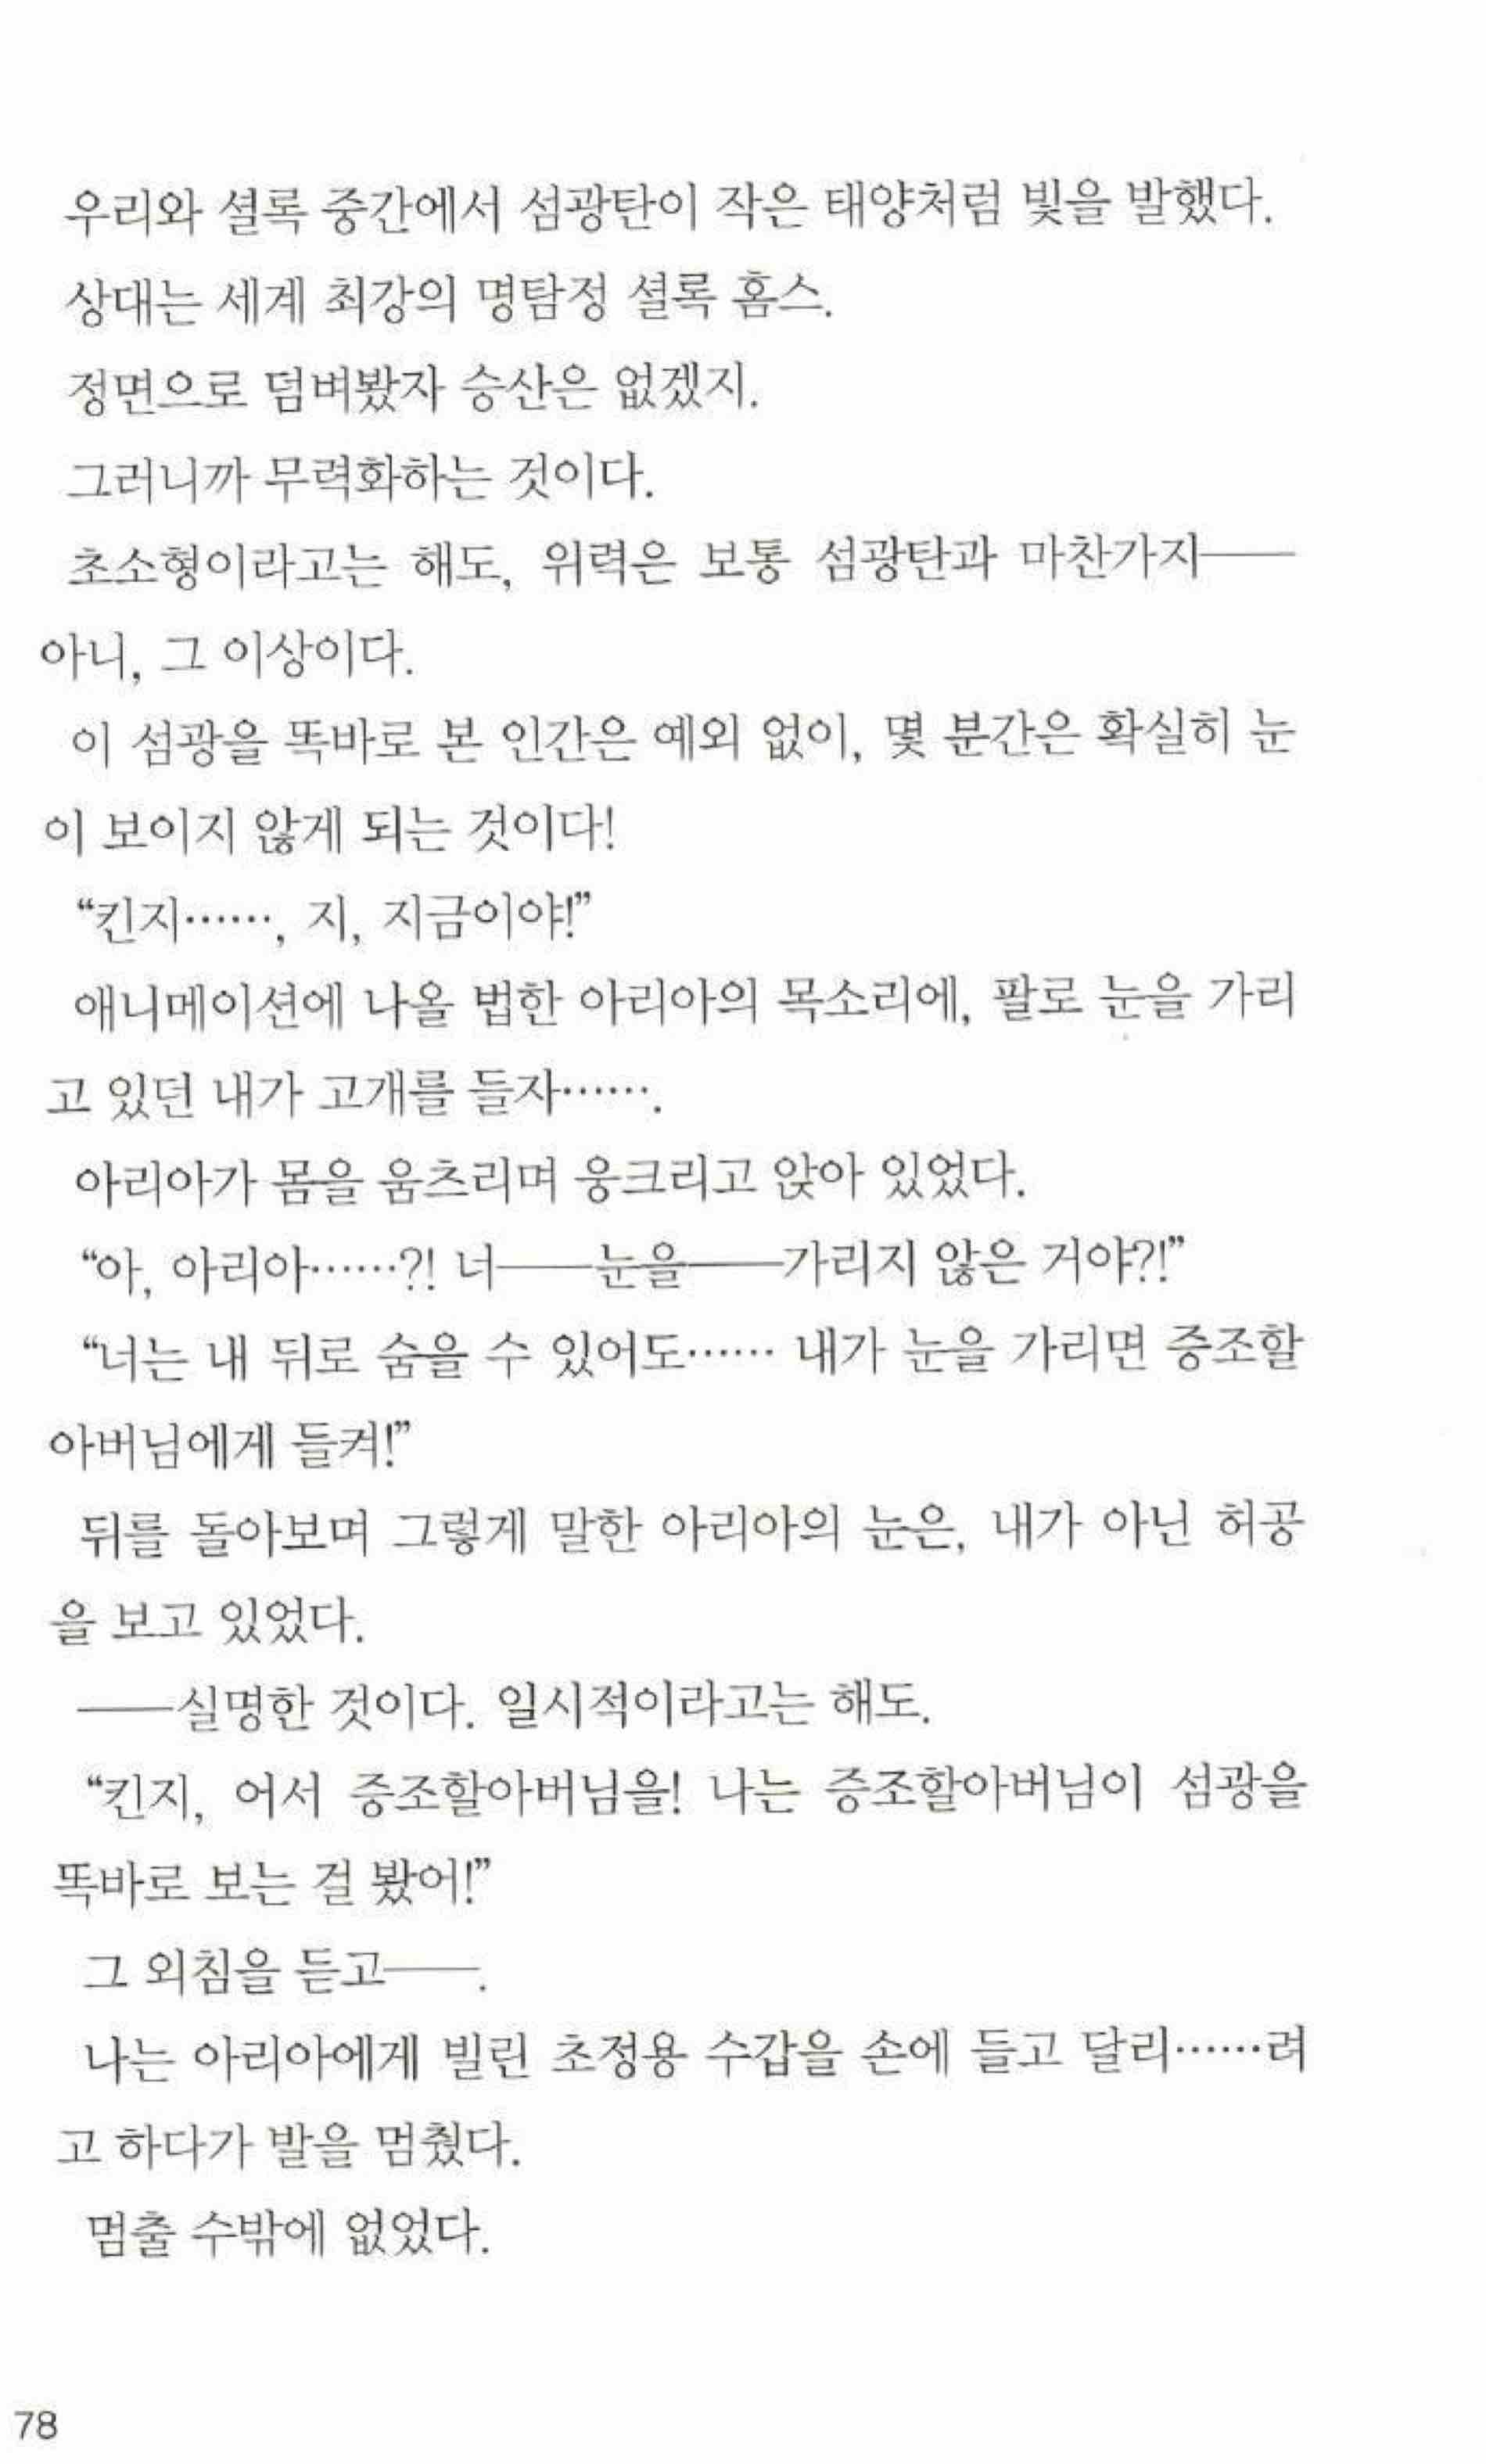 우리와 셜록 중간에서 섬광탄이 작은 태양처럼 빛을 발했다.
상대는 세계 최강의 명탐정 셜록 홈스.
정면으로 덤벼봤자 승산은 없겠지.
그러니까 무력화하는 것이다.
초소형이라고는 해도, 위력은 보통 섬광탄과 마찬가지──
아니, 그 이상이다.
이 섬광을 똑바로 본 인간은 예외 없이, 몇 분간은 확실히 눈
이 보이지 않게 되는 것이다!
“킨지……, 지, 지금이야!”
애니메이션에 나올 법한 아리아의 목소리에, 팔로 눈을 가리
고 있던 내가 고개를 들자…….
아리아가 몸을 움츠리며 웅크리고 앉아 있었다.
“아, 아리아……?! 너──눈을──가리지 않은 거야?!”
“너는 내 뒤로 숨을 수 있어도…… 내가 눈을 가리면 증조할
아버님에게 들켜!”
뒤를 돌아보며 그렇게 말한 아리아의 눈은, 내가 아닌 허공
을 보고 있었다.
──실명한 것이다. 일시적이라고는 해도.
“킨지, 어서 증조할아버님을! 나는 증조할아버님이 섬광을
똑바로 보는 걸 봤어!”
그 외침을 듣고──.
나는 아리아에게 빌린 초정용 수갑을 손에 들고 달리……려
고 하다가 발을 멈췄다.
멈출 수밖에 없었다.
78